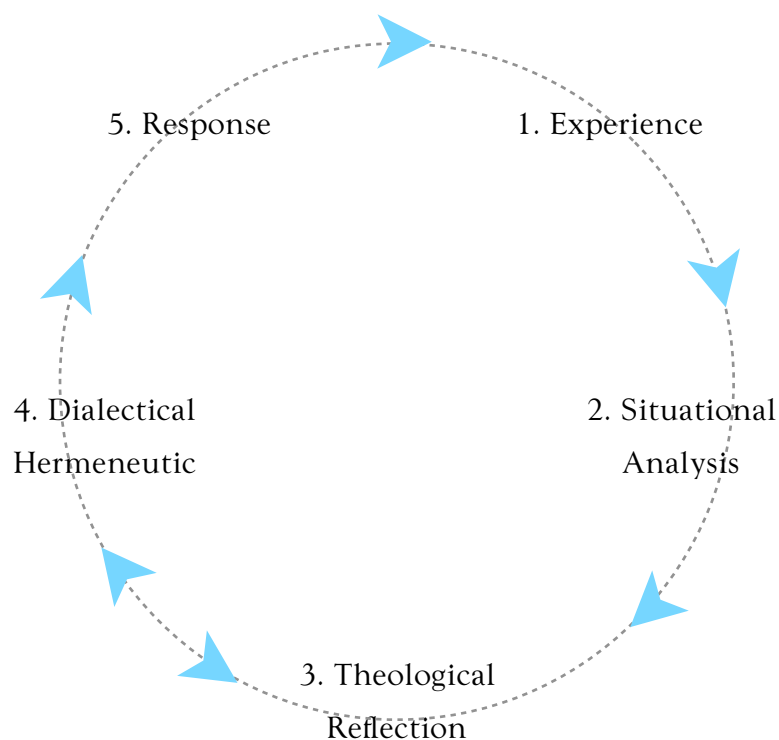 5. Response
1. Experience
4. Dialectical
Hermeneutic
2. Situational
Analysis
3. Theological
Reflection